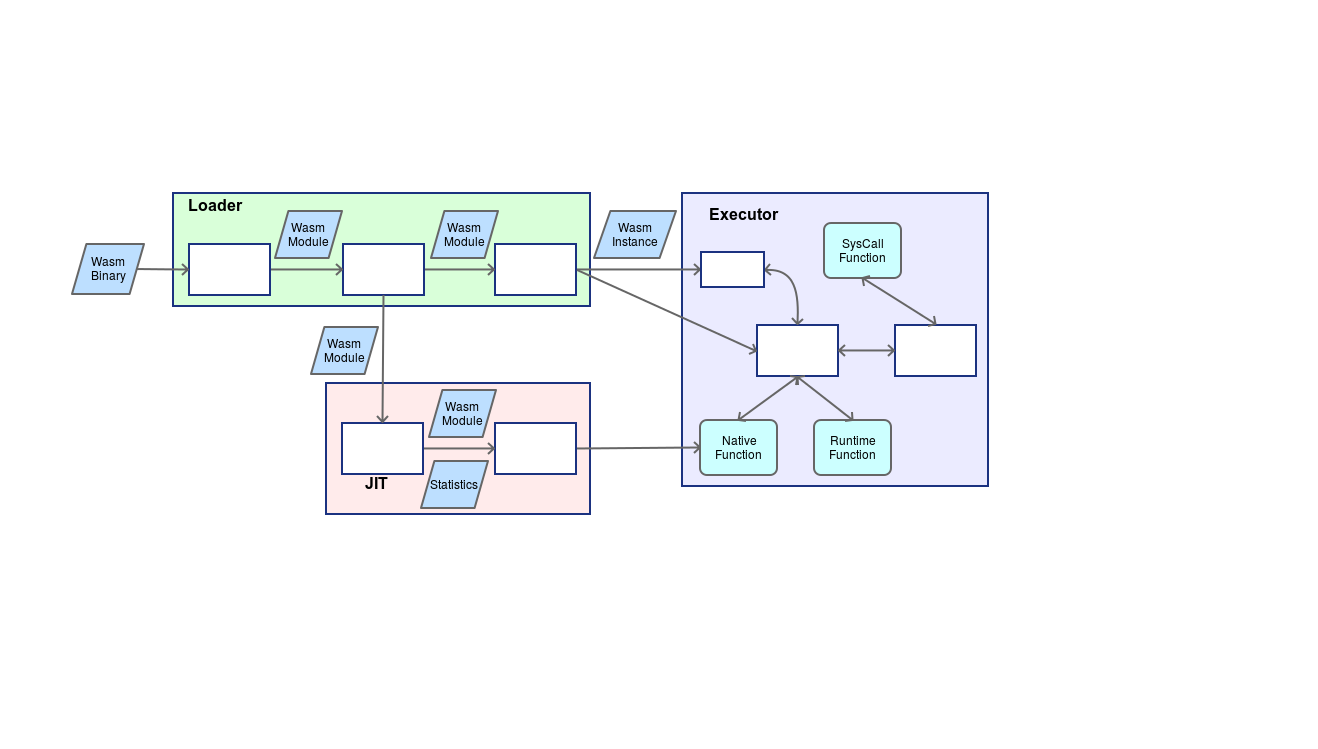 Loader
Wasm
Module
Wasm
Module
Wasm
Instance
Executor
SysCall
Function
Wasm
Binary
Wasm
Module
Wasm
Module
JIT
Statistics
Native
Function
Runtime
Function